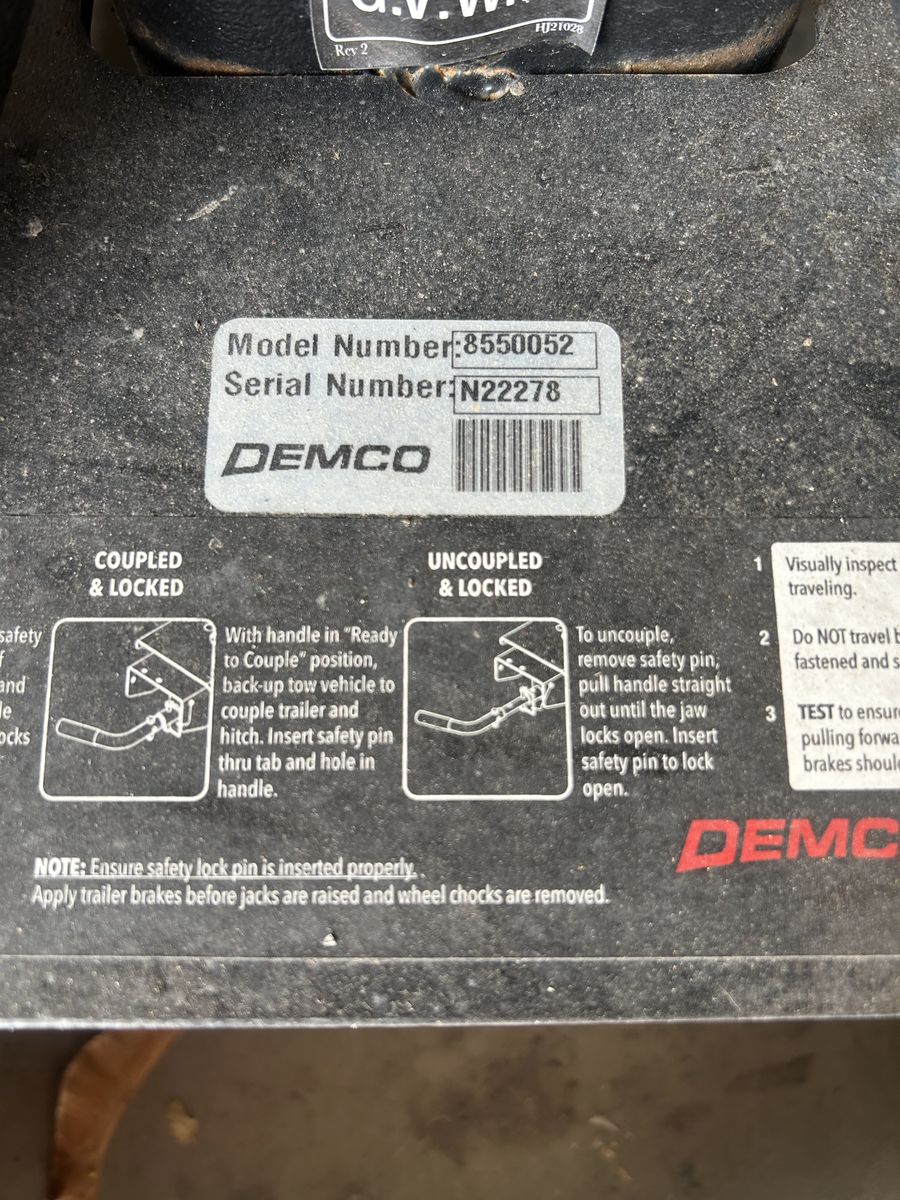 G.V.W.
Rev 2
HJ21028
Model Number:8550052
Serial Number:N22278
DEMCO
COUPLED
& LOCKED
safety
and
ocks
With handle in "Ready
to Couple" position,
back-up tow vehicle to
couple trailer and
hitch. Insert safety pin
thru tab and hole in
handle.
UNCOUPLED
& LOCKED
To uncouple,
remove safety pin,
pull handle straight
out until the jaw
locks open. Insert
safety pin to lock
open.
1 Visually inspect
traveling.
2 Do NOT travel b
fastened and s
3 TEST to ensure
pulling forwa
brakes shoul
DEMC
NOTE: Ensure safety lock pin is inserted properly.
Apply trailer brakes before jacks are raised and wheel chocks are removed.